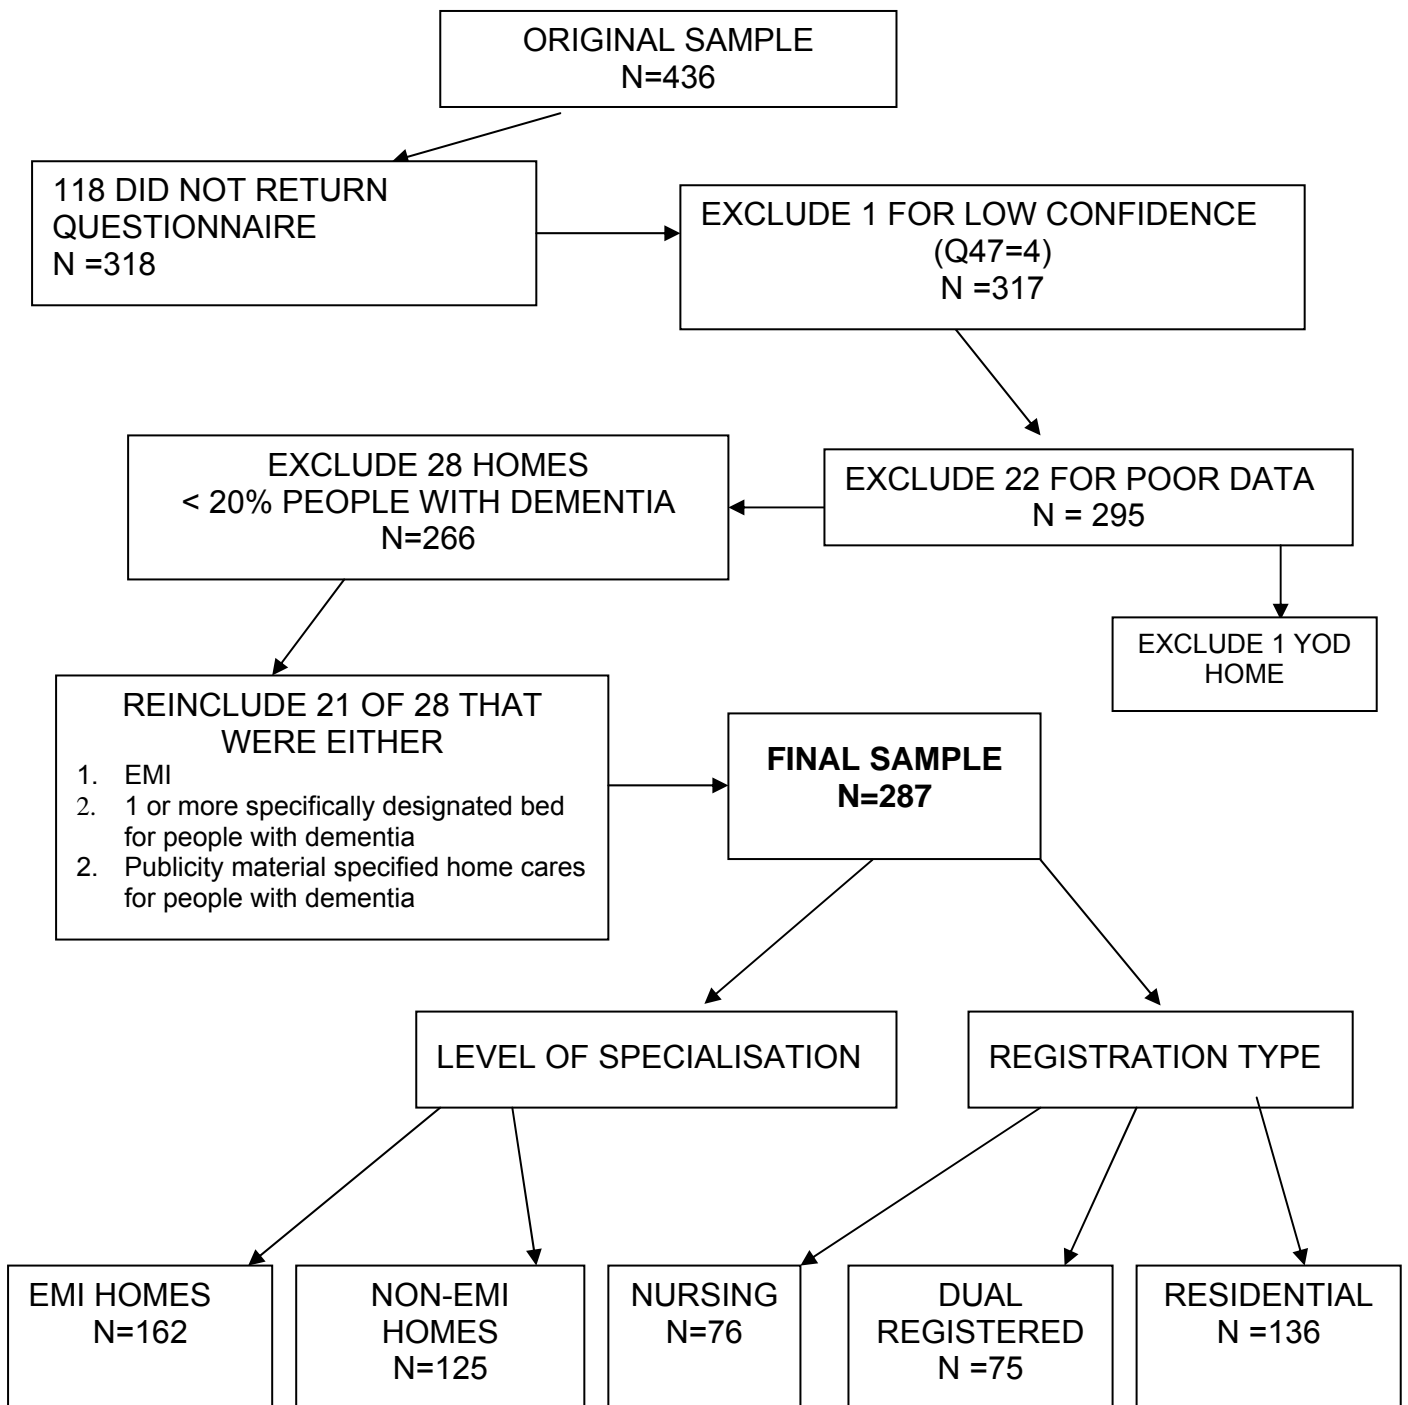 ORIGINAL SAMPLE
N=436
118 DID NOT RETURN
QUESTIONNAIRE
N =318
EXCLUDE 1 FOR LOW CONFIDENCE
(Q47=4)
N =317
EXCLUDE 28 HOMES
< 20% PEOPLE WITH DEMENTIA
N=266
EXCLUDE 22 FOR POOR DATA
N = 295
EXCLUDE 1 YOD
HOME
REINCLUDE 21 OF 28 THAT
WERE EITHER
1. EMI
2. 1 or more specifically designated bed
for people with dementia
2. Publicity material specified home cares
for people with dementia
FINAL SAMPLE
N=287
LEVEL OF SPECIALISATION
REGISTRATION TYPE
EMI HOMES
N=162
NON-EMI
HOMES
N=125
NURSING
N=76
DUAL
REGISTERED
N =75
RESIDENTIAL
N =136